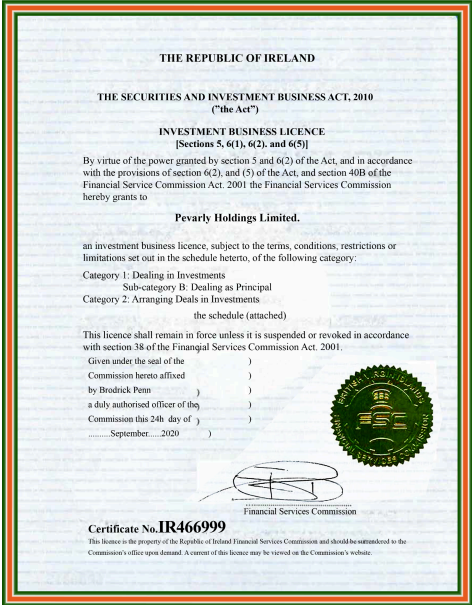 THE REPUBLIC OF IRELAND
THE SECURITIES AND INVESTMENT BUSINESS ACT, 2010
("the Act")
INVESTMENT BUSINESS LICENCE
[Sections 5, 6(1), 6(2). and 6(5)]
By virtue of the power granted by section 5 and 6(2) of the Act, and in accordance
with the provisions of section 6(2), and (5) of the Act, and section 40B of the
Financial Service Commission Act. 2001 the Financial Services Commission
hereby grants to
Pevarly Holdings Limited.
an investment business licence, subject to the terms, conditions, restrictions or
limitations set out in the schedule heterto, of the following category:
Category 1: Dealing in Investments
Sub-category B: Dealing as Principal
Category 2: Arranging Deals in Investments
the schedule (attached)
This licence shall remain in force unless it is suspended or revoked in accordance
with section 38 of the Finanqial Services Commission Act. 2001.
Given under the seal of the )
Commission hereto affixed )
by Brodrick Penn ) )
a duly authorised officer of the) )
Commission this 24h day of ) )
..........September......2020 )
FSC
Financial Services Commission
Certificate No.IR466999
This licence is the property of the Republic of Ireland Financial Services Commission and should be surrendered to the
Commission's office upon demand. A current of this licence may be viewed on the Commission's website.